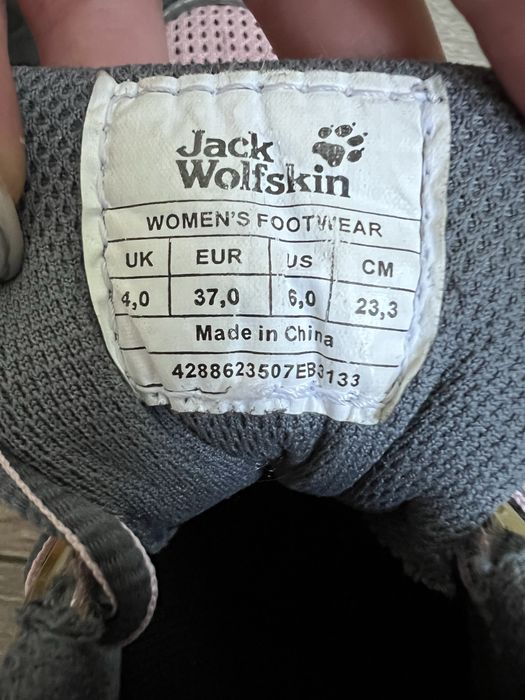 Jack
Wolfskin
WOMEN'S FOOTWEAR
UK EUR US CM
4,0 37,0 6,0 23,3
Made in China
4288623507EB3133